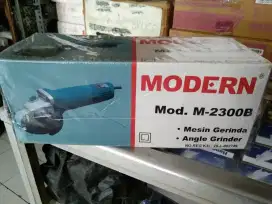 MODERN
Mod. M-2300B
• Mesin Gerinda
• Angle Grinder